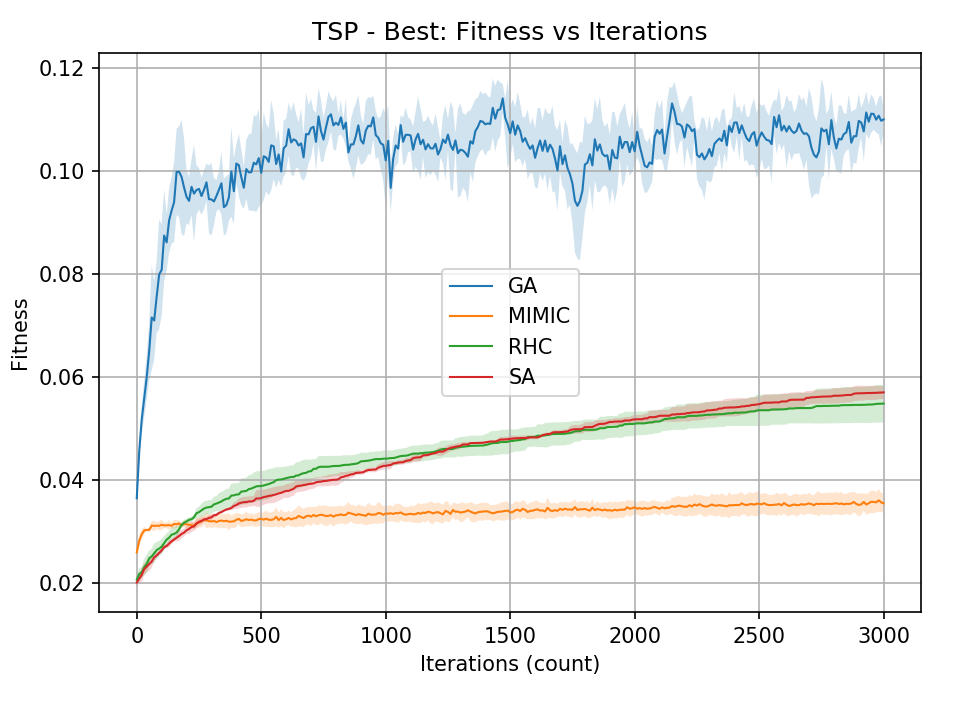 TSP - Best: Fitness vs Iterations
Fitness
0.12
0.10
0.08
0.06
0.04
0.02
GA
MIMIC
RHC
SA
0 500 1000 1500 2000 2500 3000
Iterations (count)